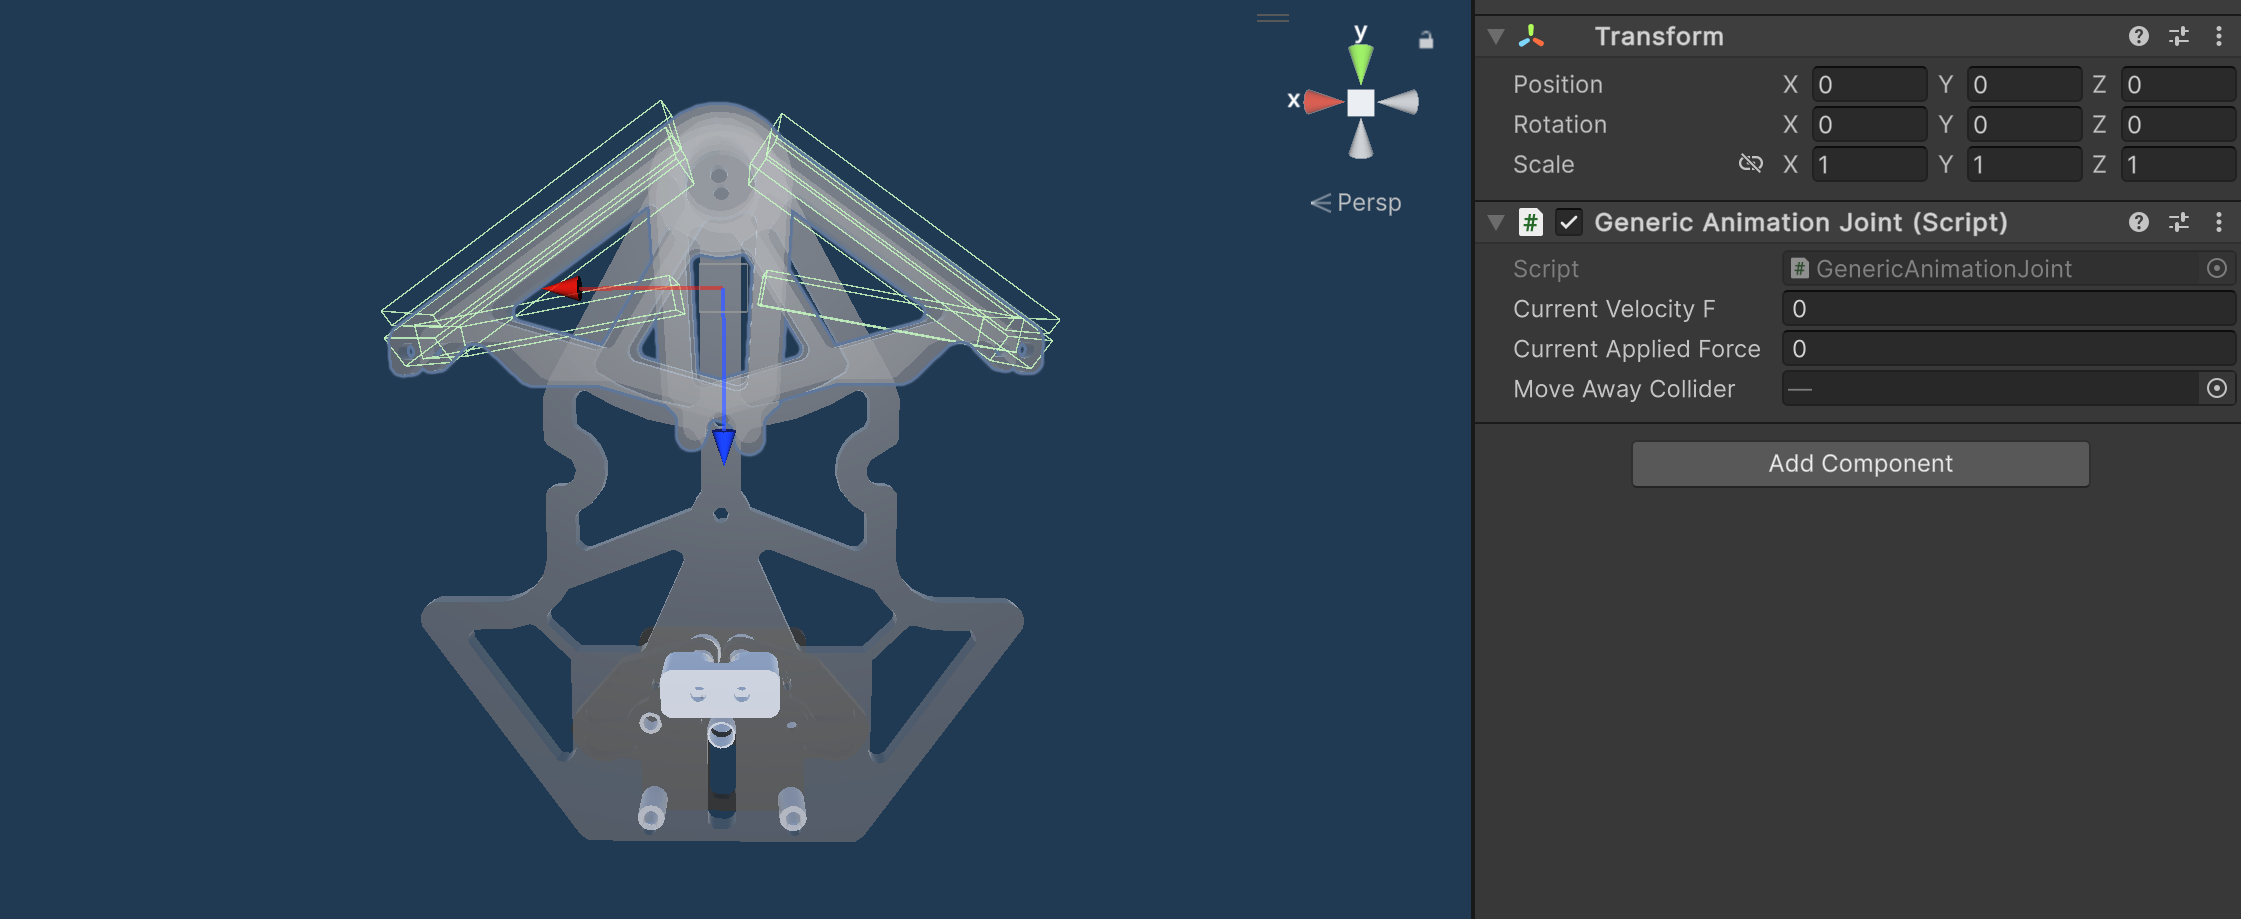 y
x
Persp
Transform
Position X 0 Y 0 Z 0
Rotation X 0 Y 0 Z 0
Scale X 1 Y 1 Z 1
# Generic Animation Joint (Script)
Script # GenericAnimationJoint
Current Velocity F 0
Current Applied Force 0
Move Away Collider —
Add Component